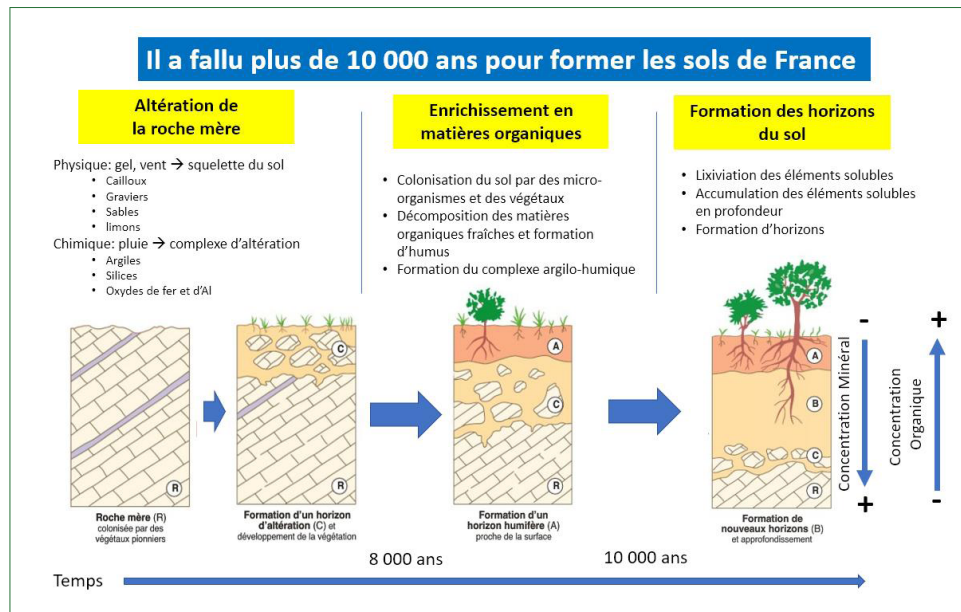 Il a fallu plus de 10 000 ans pour former les sols de France
Altération de
la roche mère
Physique: gel, vent → squelette du sol
• Cailloux
• Graviers
• Sables
• limons
Chimique: pluie → complexe d'altération
• Argiles
• Silices
• Oxydes de fer et d'Al
Enrichissement en
matières organiques
• Colonisation du sol par des micro-
organismes et des végétaux
• Décomposition des matières
organiques fraîches et formation
d'humus
• Formation du complexe argilo-humique
Formation des horizons
du sol
• Lixiviation des éléments solubles
• Accumulation des éléments solubles
en profondeur
• Formation d'horizons
R
Roche mère (R)
colonisée par des
végétaux pionniers
C
R
Formation d'un horizon
d'altération (C) et
développement de la végétation
A
C
R
Formation d'un
horizon humifère (A)
proche de la surface
A
B
C
R
Formation de
nouveaux horizons (B)
et approfondissement
-
Concentration Minéral
+
Concentration
Organique
+
-
8 000 ans
10 000 ans
Temps